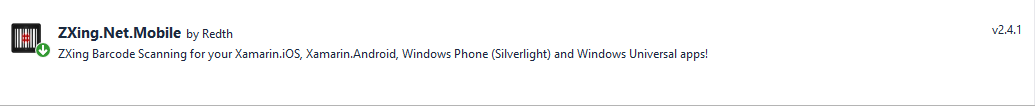 ZXing.Net.Mobile by Redth v2.4.1
ZXing Barcode Scanning for your Xamarin.iOS, Xamarin.Android, Windows Phone (Silverlight) and Windows Universal apps!